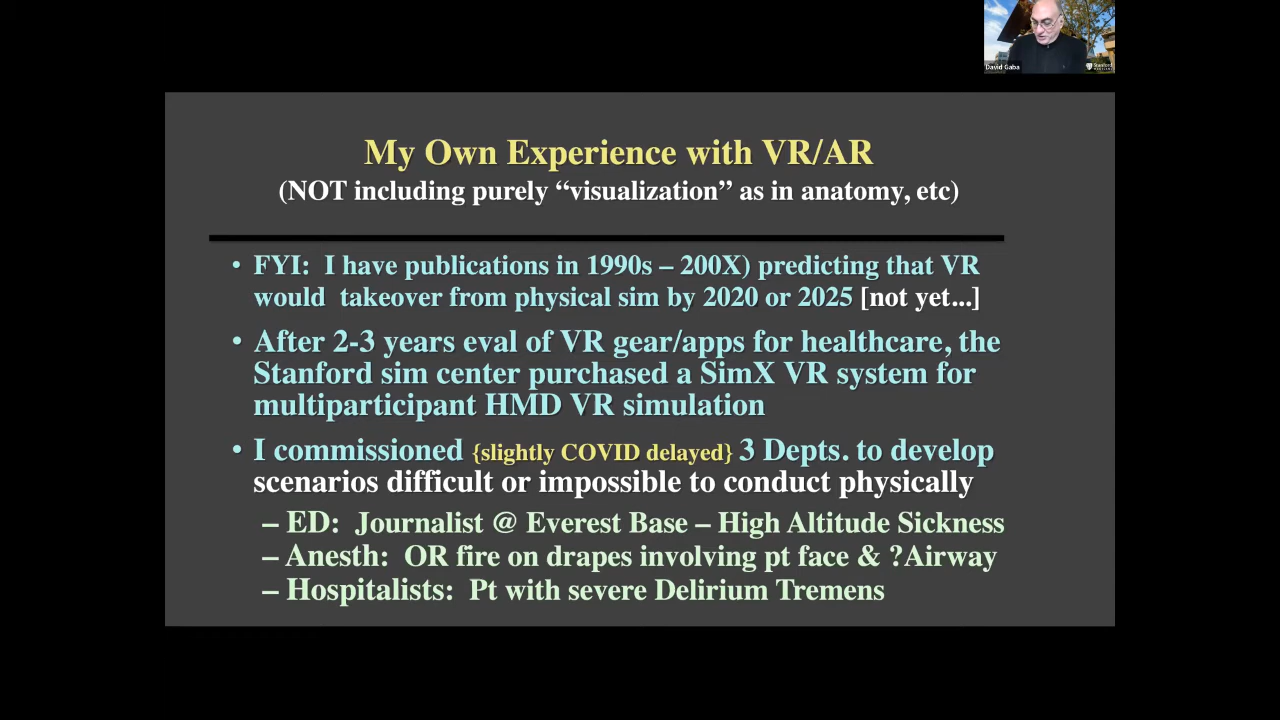 David Gaba
Stanford
My Own Experience with VR/AR
(NOT including purely “visualization” as in anatomy, etc)
• FYI:  I have publications in 1990s – 200X) predicting that VR
would  takeover from physical sim by 2020 or 2025 [not yet...]
• After 2-3 years eval of VR gear/apps for healthcare, the
Stanford sim center purchased a SimX VR system for
multiparticipant HMD VR simulation
• I commissioned {slightly COVID delayed} 3 Depts. to develop
scenarios difficult or impossible to conduct physically
– ED:  Journalist @ Everest Base – High Altitude Sickness
– Anesth:  OR fire on drapes involving pt face & ?Airway
– Hospitalists:  Pt with severe Delirium Tremens